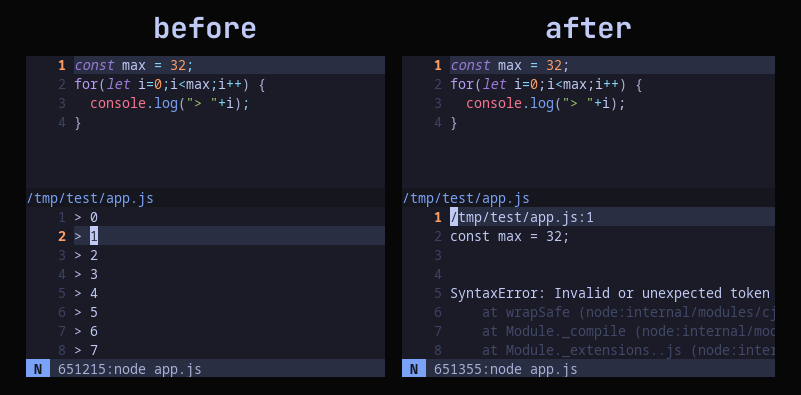 before
1 const max = 32;
2 for(let i=0;i<max;i++) {
3   console.log("> "+i);
4 }
/tmp/test/app.js
1 > 0
2 > 1
3 > 2
4 > 3
5 > 4
6 > 5
7 > 6
8 > 7
N 651215:node app.js
after
1 const max = 32;
2 for(let i=0;i<max;i++) {
3   console.log("> "+i);
4 }
/tmp/test/app.js
1 /tmp/test/app.js:1
2 const max = 32;
3
4
5 SyntaxError: Invalid or unexpected token
6     at wrapSafe (node:internal/modules/cj
7     at Module._compile (node:internal/mod
8     at Module._extensions..js (node:inter
N 651355:node app.js